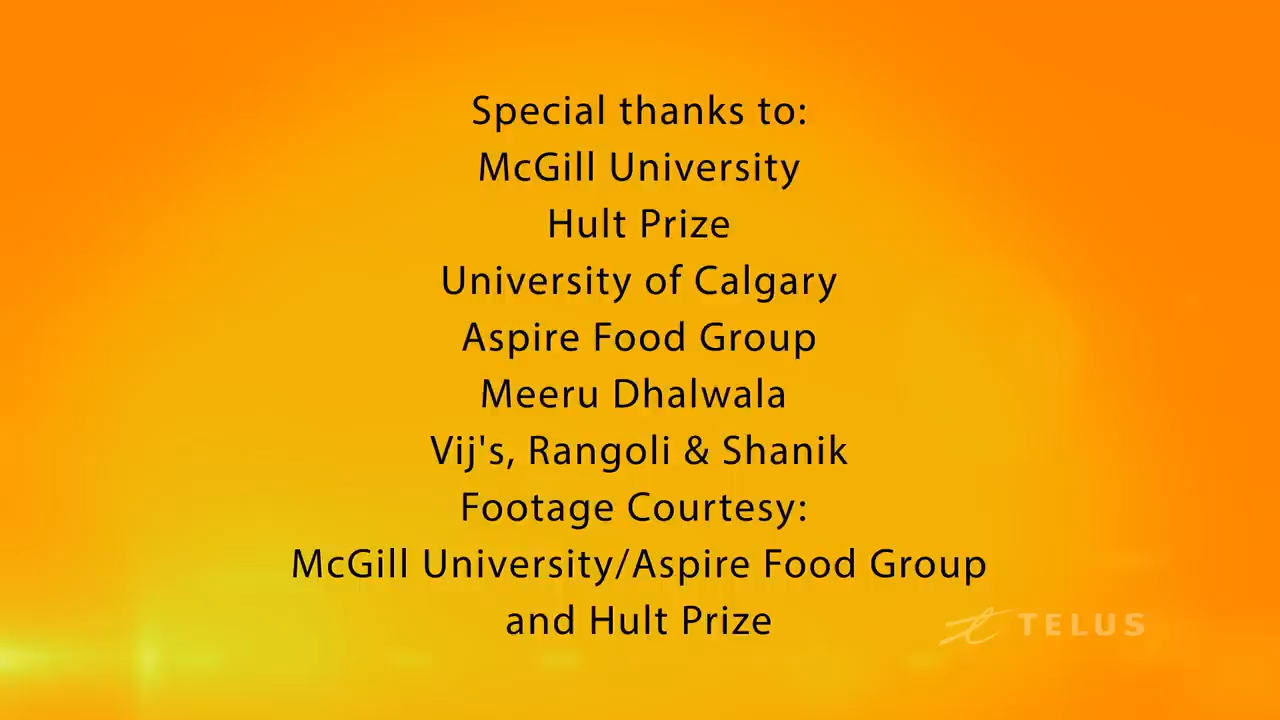 Special thanks to:
McGill University
Hult Prize
University of Calgary
Aspire Food Group
Meeru Dhalwala
Vij's, Rangoli & Shanik
Footage Courtesy:
McGill University/Aspire Food Group
and Hult Prize
TELUS